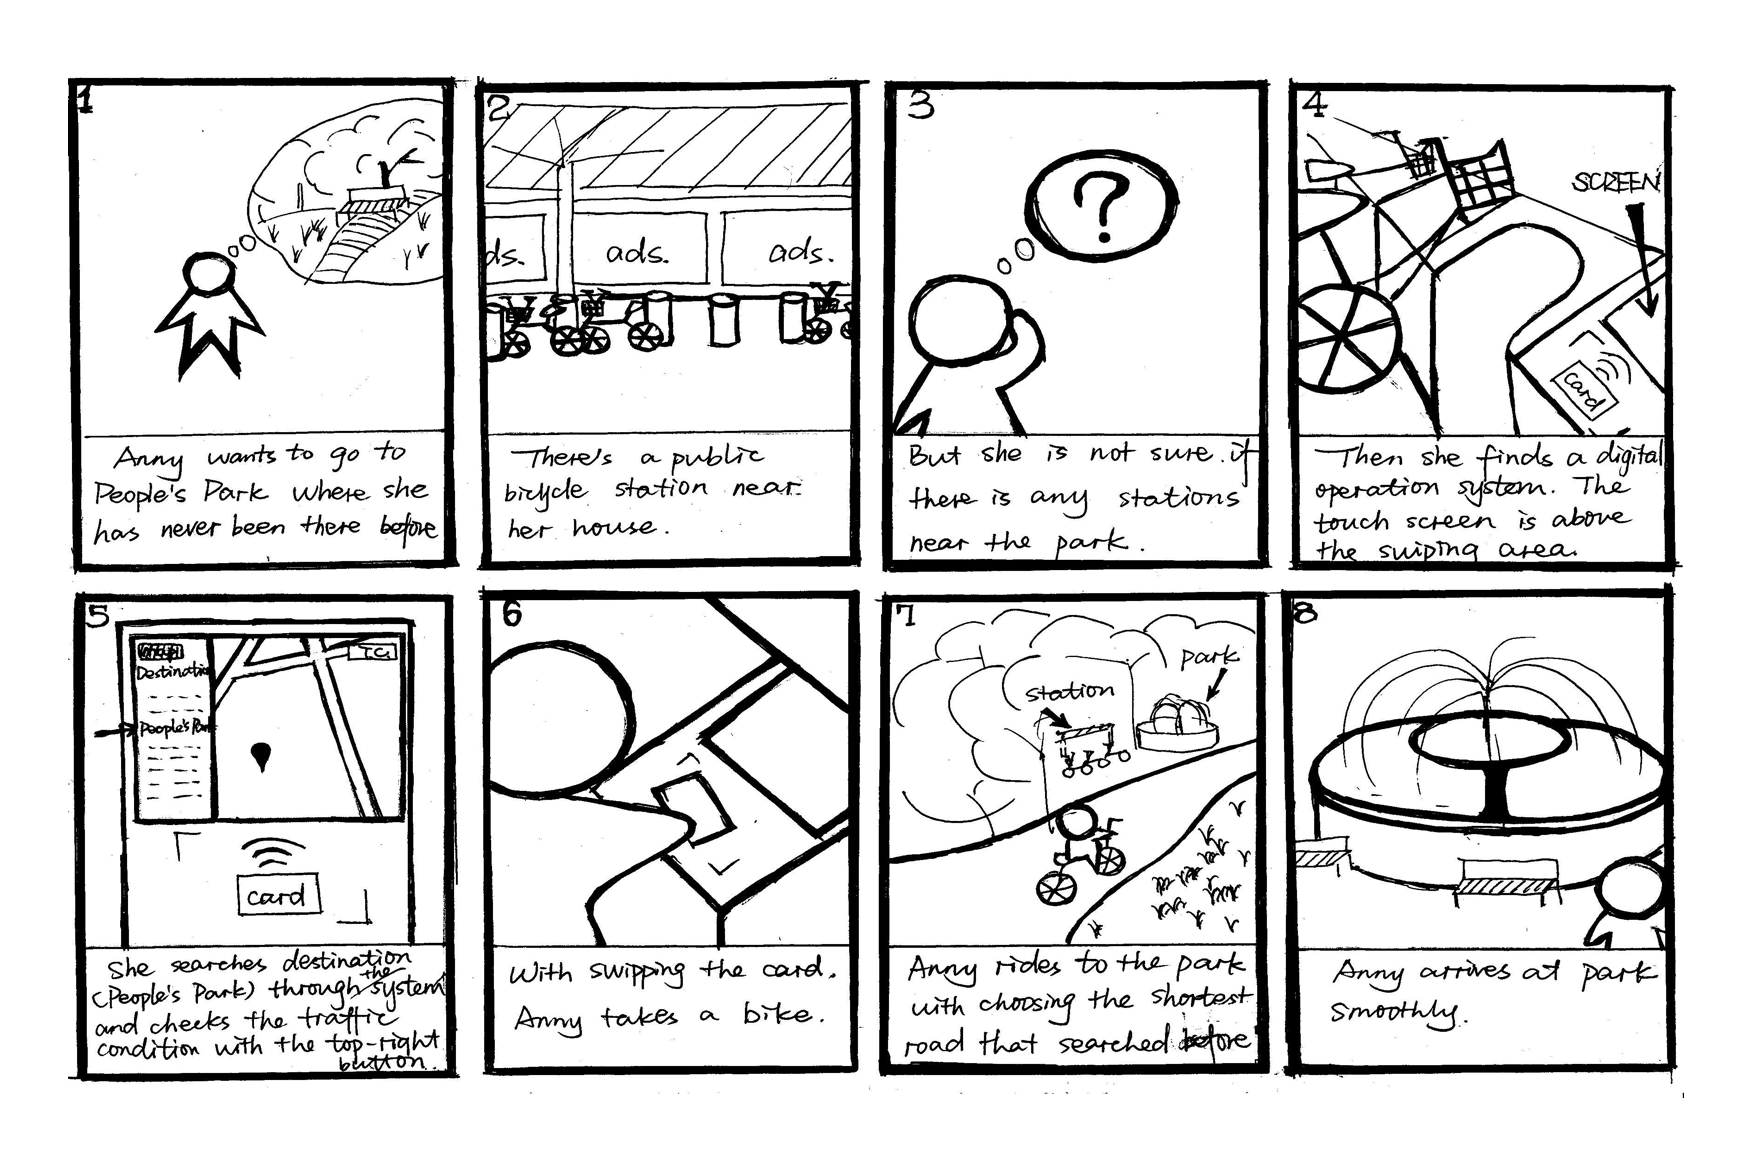 1
Anny wants to go to
People's Park where she
has never been there before
2
ds.
ads.
ads.
There's a public
bicycle station near
her house.
3
?
But she is not sure if
there is any stations
near the park.
4
SCREEN
card
Then she finds a digital
operation system. The
touch screen is above
the swiping area.
5
Destination
People's Par
card
She searches destination
(People's Park) through the system
and checks the traffic
condition with the top-right
button.
6
With swipping the card.
Anny takes a bike.
7
park
station
Anny rides to the park
with choosing the shortest
road that searched before
8
Anny arrives at park
smoothly.